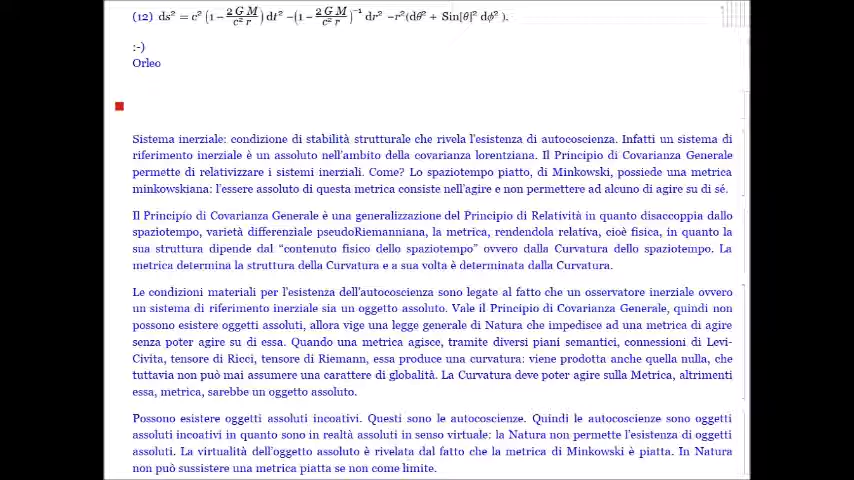 (12) ds² = c² (1 − 2 G M / c² r) dt² −(1 − 2 G M / c² r)⁻¹ dr² −r²(dθ² + Sin[θ]² dϕ² ).
:-)
Orleo
Sistema inerziale: condizione di stabilità strutturale che rivela l'esistenza di autocoscienza. Infatti un sistema di
riferimento inerziale è un assoluto nell'ambito della covarianza lorentziana. Il Principio di Covarianza Generale
permette di relativizzare i sistemi inerziali. Come? Lo spaziotempo piatto, di Minkowski, possiede una metrica
minkowskiana: l'essere assoluto di questa metrica consiste nell'agire e non permettere ad alcuno di agire su di sé.
Il Principio di Covarianza Generale è una generalizzazione del Principio di Relatività in quanto disaccoppia dallo
spaziotempo, varietà differenziale pseudoRiemanniana, la metrica, rendendola relativa, cioè fisica, in quanto la
sua struttura dipende dal “contenuto fisico dello spaziotempo” ovvero dalla Curvatura dello spaziotempo. La
metrica determina la struttura della Curvatura e a sua volta è determinata dalla Curvatura.
Le condizioni materiali per l'esistenza dell'autocoscienza sono legate al fatto che un osservatore inerziale ovvero
un sistema di riferimento inerziale sia un oggetto assoluto. Vale il Principio di Covarianza Generale, quindi non
possono esistere oggetti assoluti, allora vige una legge generale di Natura che impedisce ad una metrica di agire
senza poter agire su di essa. Quando una metrica agisce, tramite diversi piani semantici, connessioni di Levi-
Civita, tensore di Ricci, tensore di Riemann, essa produce una curvatura: viene prodotta anche quella nulla, che
tuttavia non può mai assumere una carattere di globalità. La Curvatura deve poter agire sulla Metrica, altrimenti
essa, metrica, sarebbe un oggetto assoluto.
Possono esistere oggetti assoluti incoativi. Questi sono le autocoscienze. Quindi le autocoscienze sono oggetti
assoluti incoativi in quanto sono in realtà assoluti in senso virtuale: la Natura non permette l'esistenza di oggetti
assoluti. La virtualità dell'oggetto assoluto è rivelata dal fatto che la metrica di Minkowski è piatta. In Natura
non può sussistere una metrica piatta se non come limite.